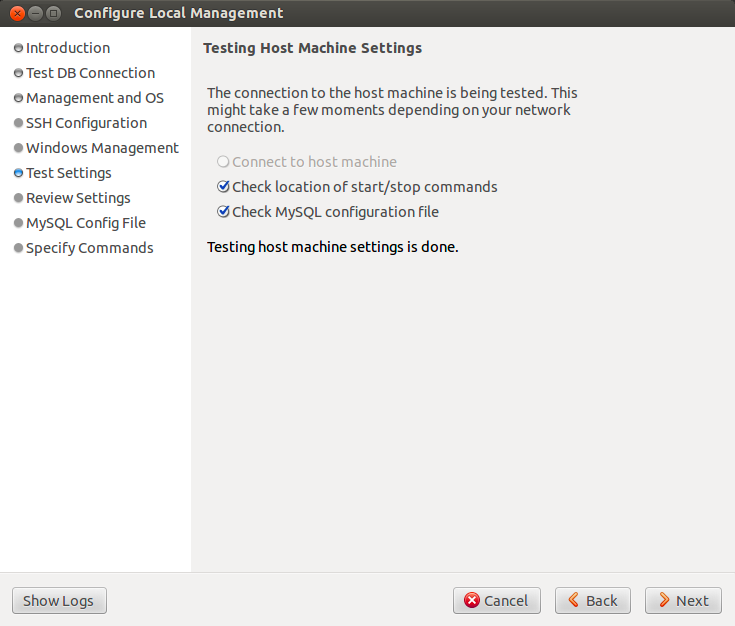 Configure Local Management
Introduction
Test DB Connection
Management and OS
SSH Configuration
Windows Management
Test Settings
Review Settings
MySQL Config File
Specify Commands
Testing Host Machine Settings
The connection to the host machine is being tested. This
might take a few moments depending on your network
connection.
Connect to host machine
Check location of start/stop commands
Check MySQL configuration file
Testing host machine settings is done.
Show Logs
Cancel
Back
Next